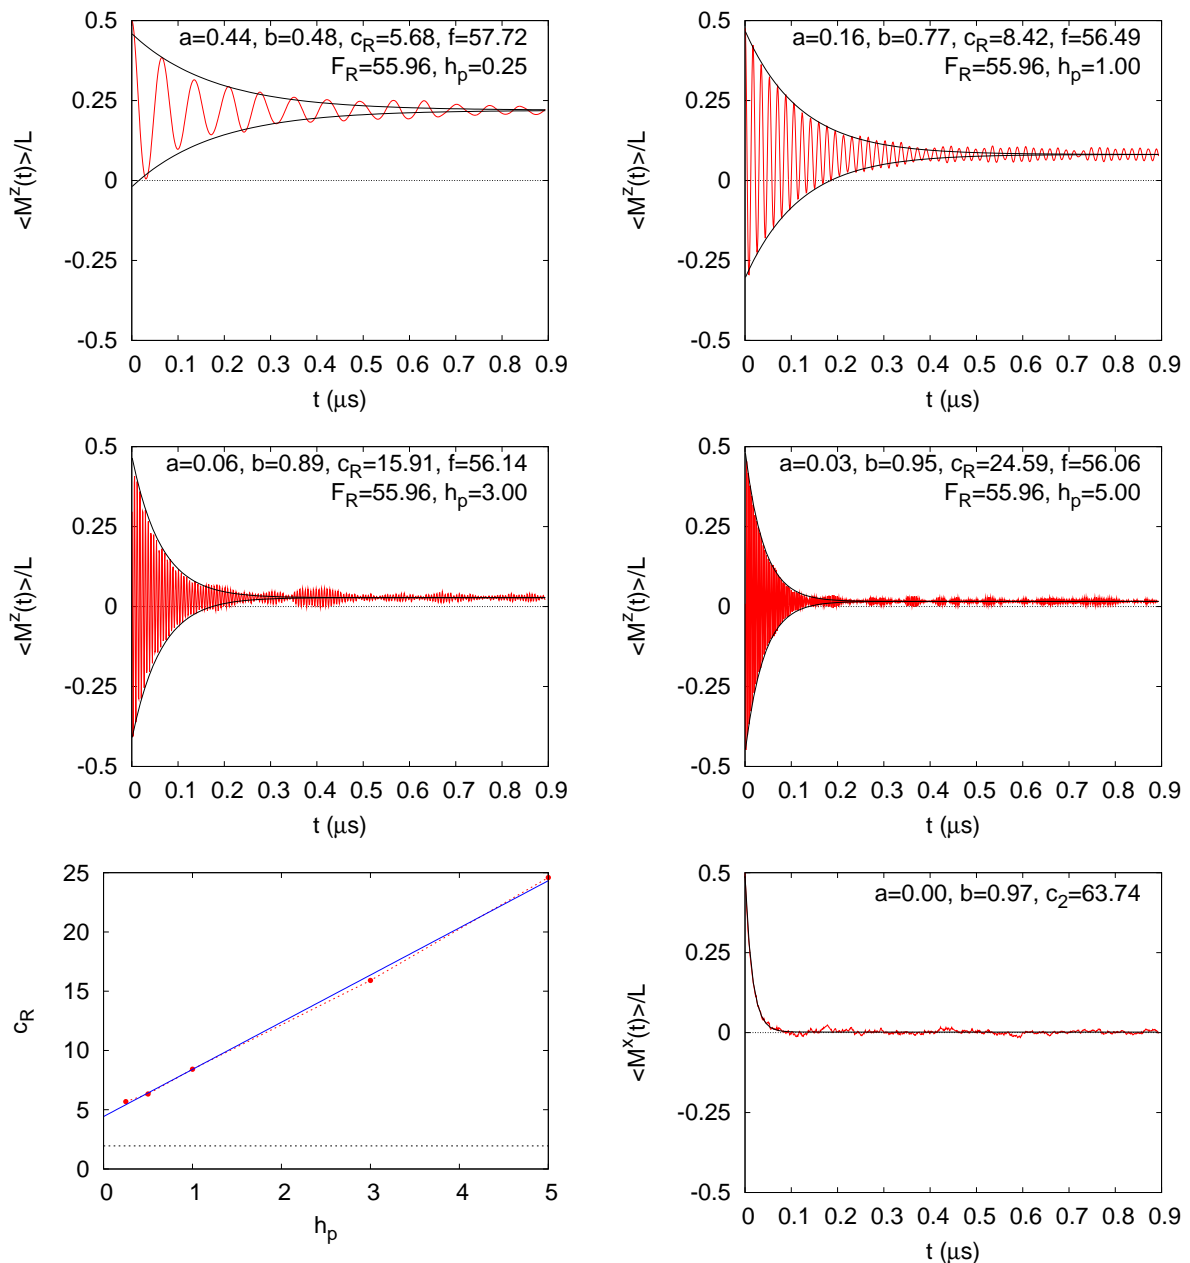 0.5
0.25
0
-0.25
-0.5
<M^z(t)>/L
a=0.44, b=0.48, c_R=5.68, f=57.72
F_R=55.96, h_p=0.25
0 0.1 0.2 0.3 0.4 0.5 0.6 0.7 0.8 0.9
t (μs)
0.5
0.25
0
-0.25
-0.5
<M^z(t)>/L
a=0.16, b=0.77, c_R=8.42, f=56.49
F_R=55.96, h_p=1.00
0 0.1 0.2 0.3 0.4 0.5 0.6 0.7 0.8 0.9
t (μs)
0.5
0.25
0
-0.25
-0.5
<M^z(t)>/L
a=0.06, b=0.89, c_R=15.91, f=56.14
F_R=55.96, h_p=3.00
0 0.1 0.2 0.3 0.4 0.5 0.6 0.7 0.8 0.9
t (μs)
0.5
0.25
0
-0.25
-0.5
<M^z(t)>/L
a=0.03, b=0.95, c_R=24.59, f=56.06
F_R=55.96, h_p=5.00
0 0.1 0.2 0.3 0.4 0.5 0.6 0.7 0.8 0.9
t (μs)
25
20
15
10
5
0
c_R
0 1 2 3 4 5
h_p
0.5
0.25
0
-0.25
-0.5
<M^x(t)>/L
a=0.00, b=0.97, c_2=63.74
0 0.1 0.2 0.3 0.4 0.5 0.6 0.7 0.8 0.9
t (μs)